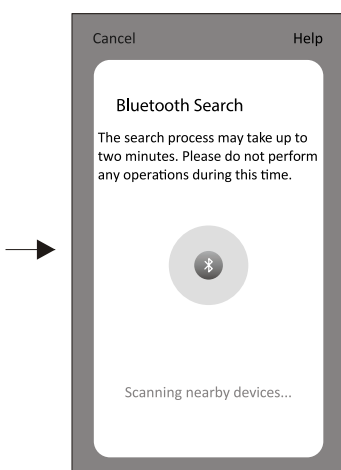 Cancel Help
Bluetooth Search
The search process may take up to
two minutes. Please do not perform
any operations during this time.
Scanning nearby devices...